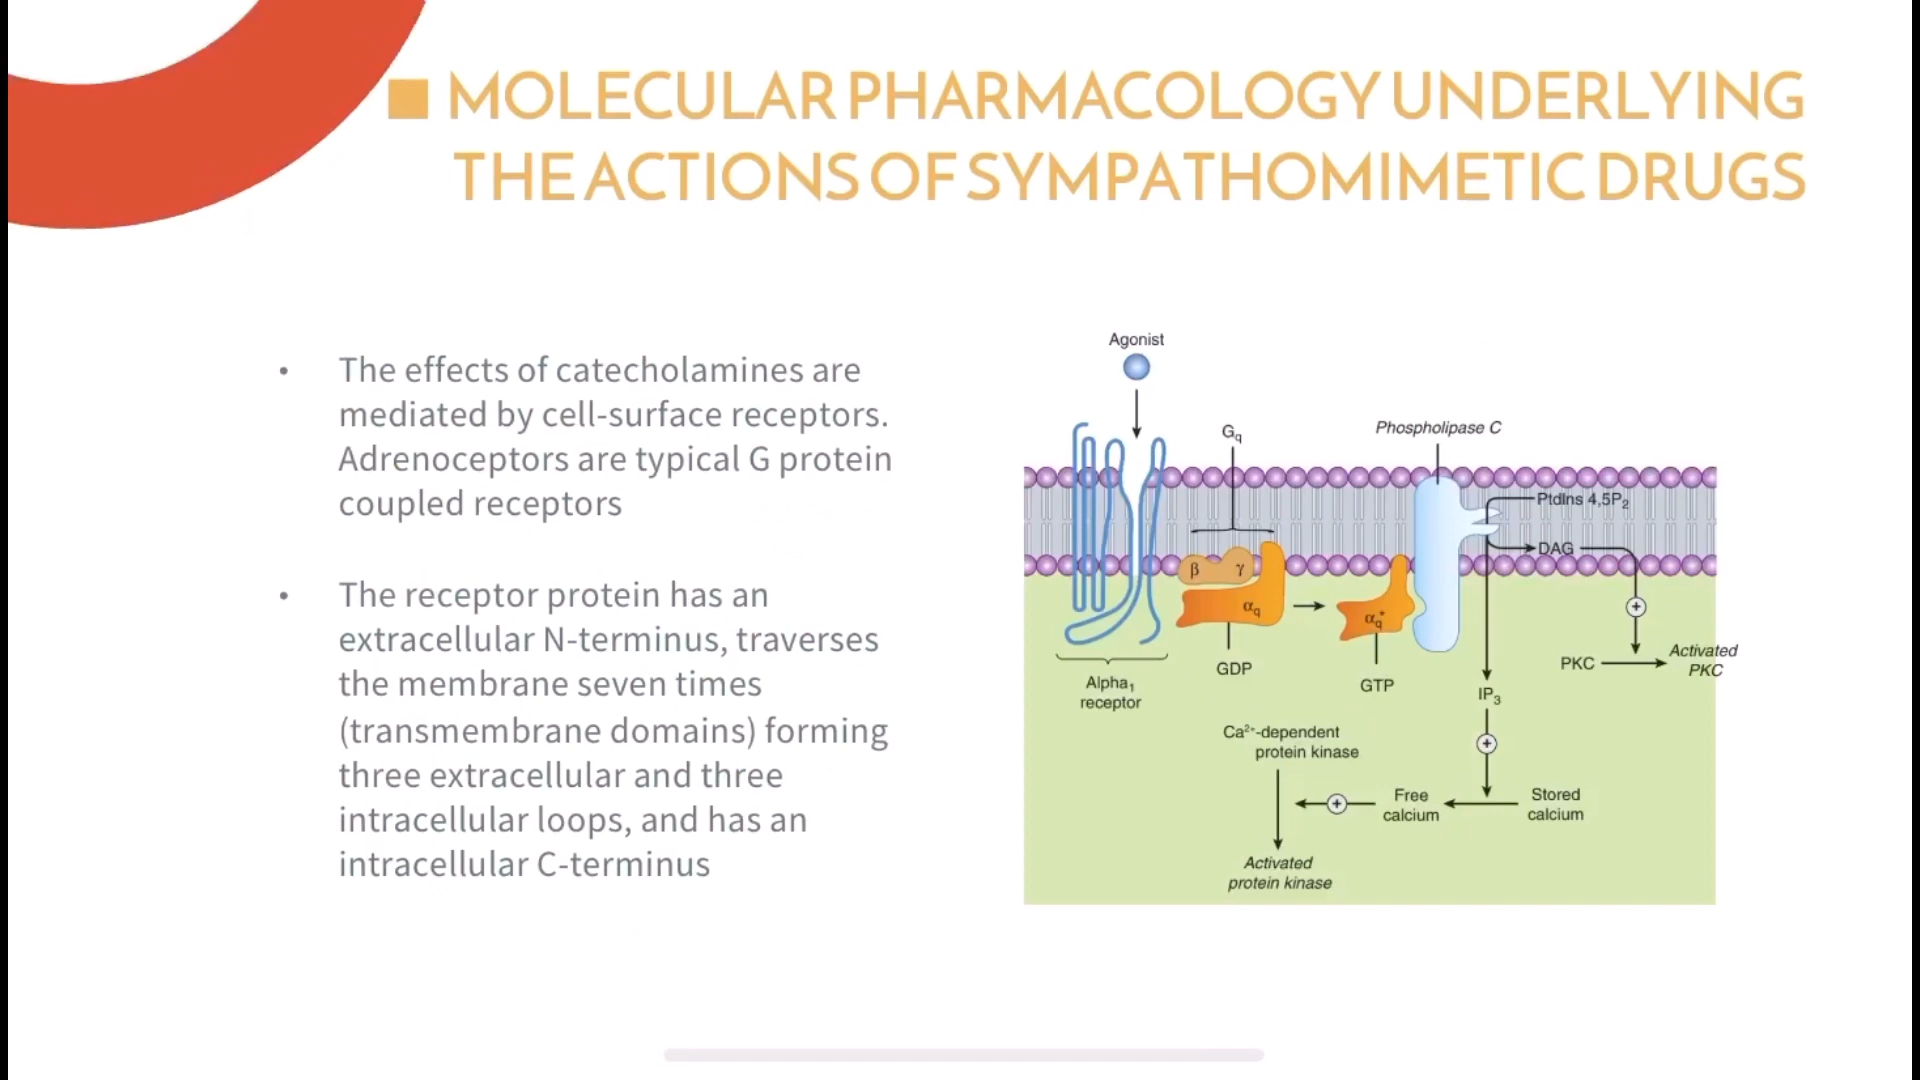 MOLECULAR PHARMACOLOGY UNDERLYING
THE ACTIONS OF SYMPATHOMIMETIC DRUGS
• The effects of catecholamines are
mediated by cell-surface receptors.
Adrenoceptors are typical G protein
coupled receptors
• The receptor protein has an
extracellular N-terminus, traverses
the membrane seven times
(transmembrane domains) forming
three extracellular and three
intracellular loops, and has an
intracellular C-terminus
Agonist
Gq
Phospholipase C
PtdIns 4,5P2
DAG
β
γ
αq
αq*
+
GDP
GTP
PKC
Activated
PKC
Alpha1
receptor
IP3
Ca2+-dependent
protein kinase
+
Free
calcium
+
Stored
calcium
Activated
protein kinase